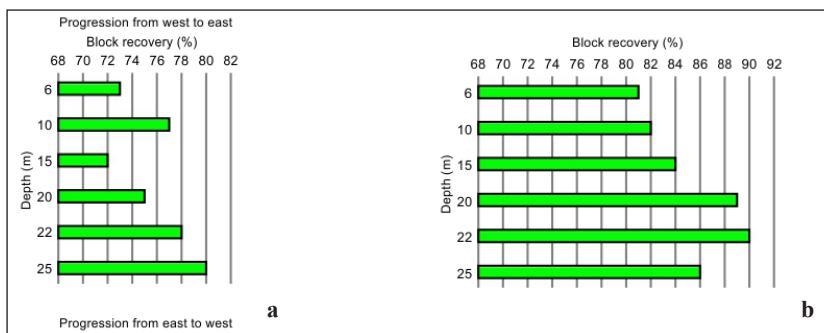 Progression from west to east
Block recovery (%)
68 70 72 74 76 78 80 82
Depth (m)
6
10
15
20
22
25
a
Progression from east to west
Block recovery (%)
68 70 72 74 76 78 80 82 84 86 88 90 92
Depth (m)
6
10
15
20
22
25
b